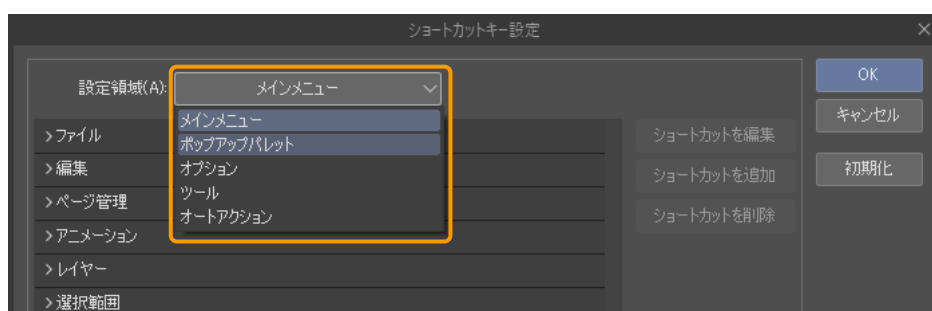 ショートカットキー設定
設定領域(A):
メインメニュー
OK
キャンセル
初期化
メインメニュー
ポップアップパレット
オプション
ツール
オートアクション
>ファイル
>編集
>ページ管理
>アニメーション
>レイヤー
>選択範囲
ショートカットを編集
ショートカットを追加
ショートカットを削除